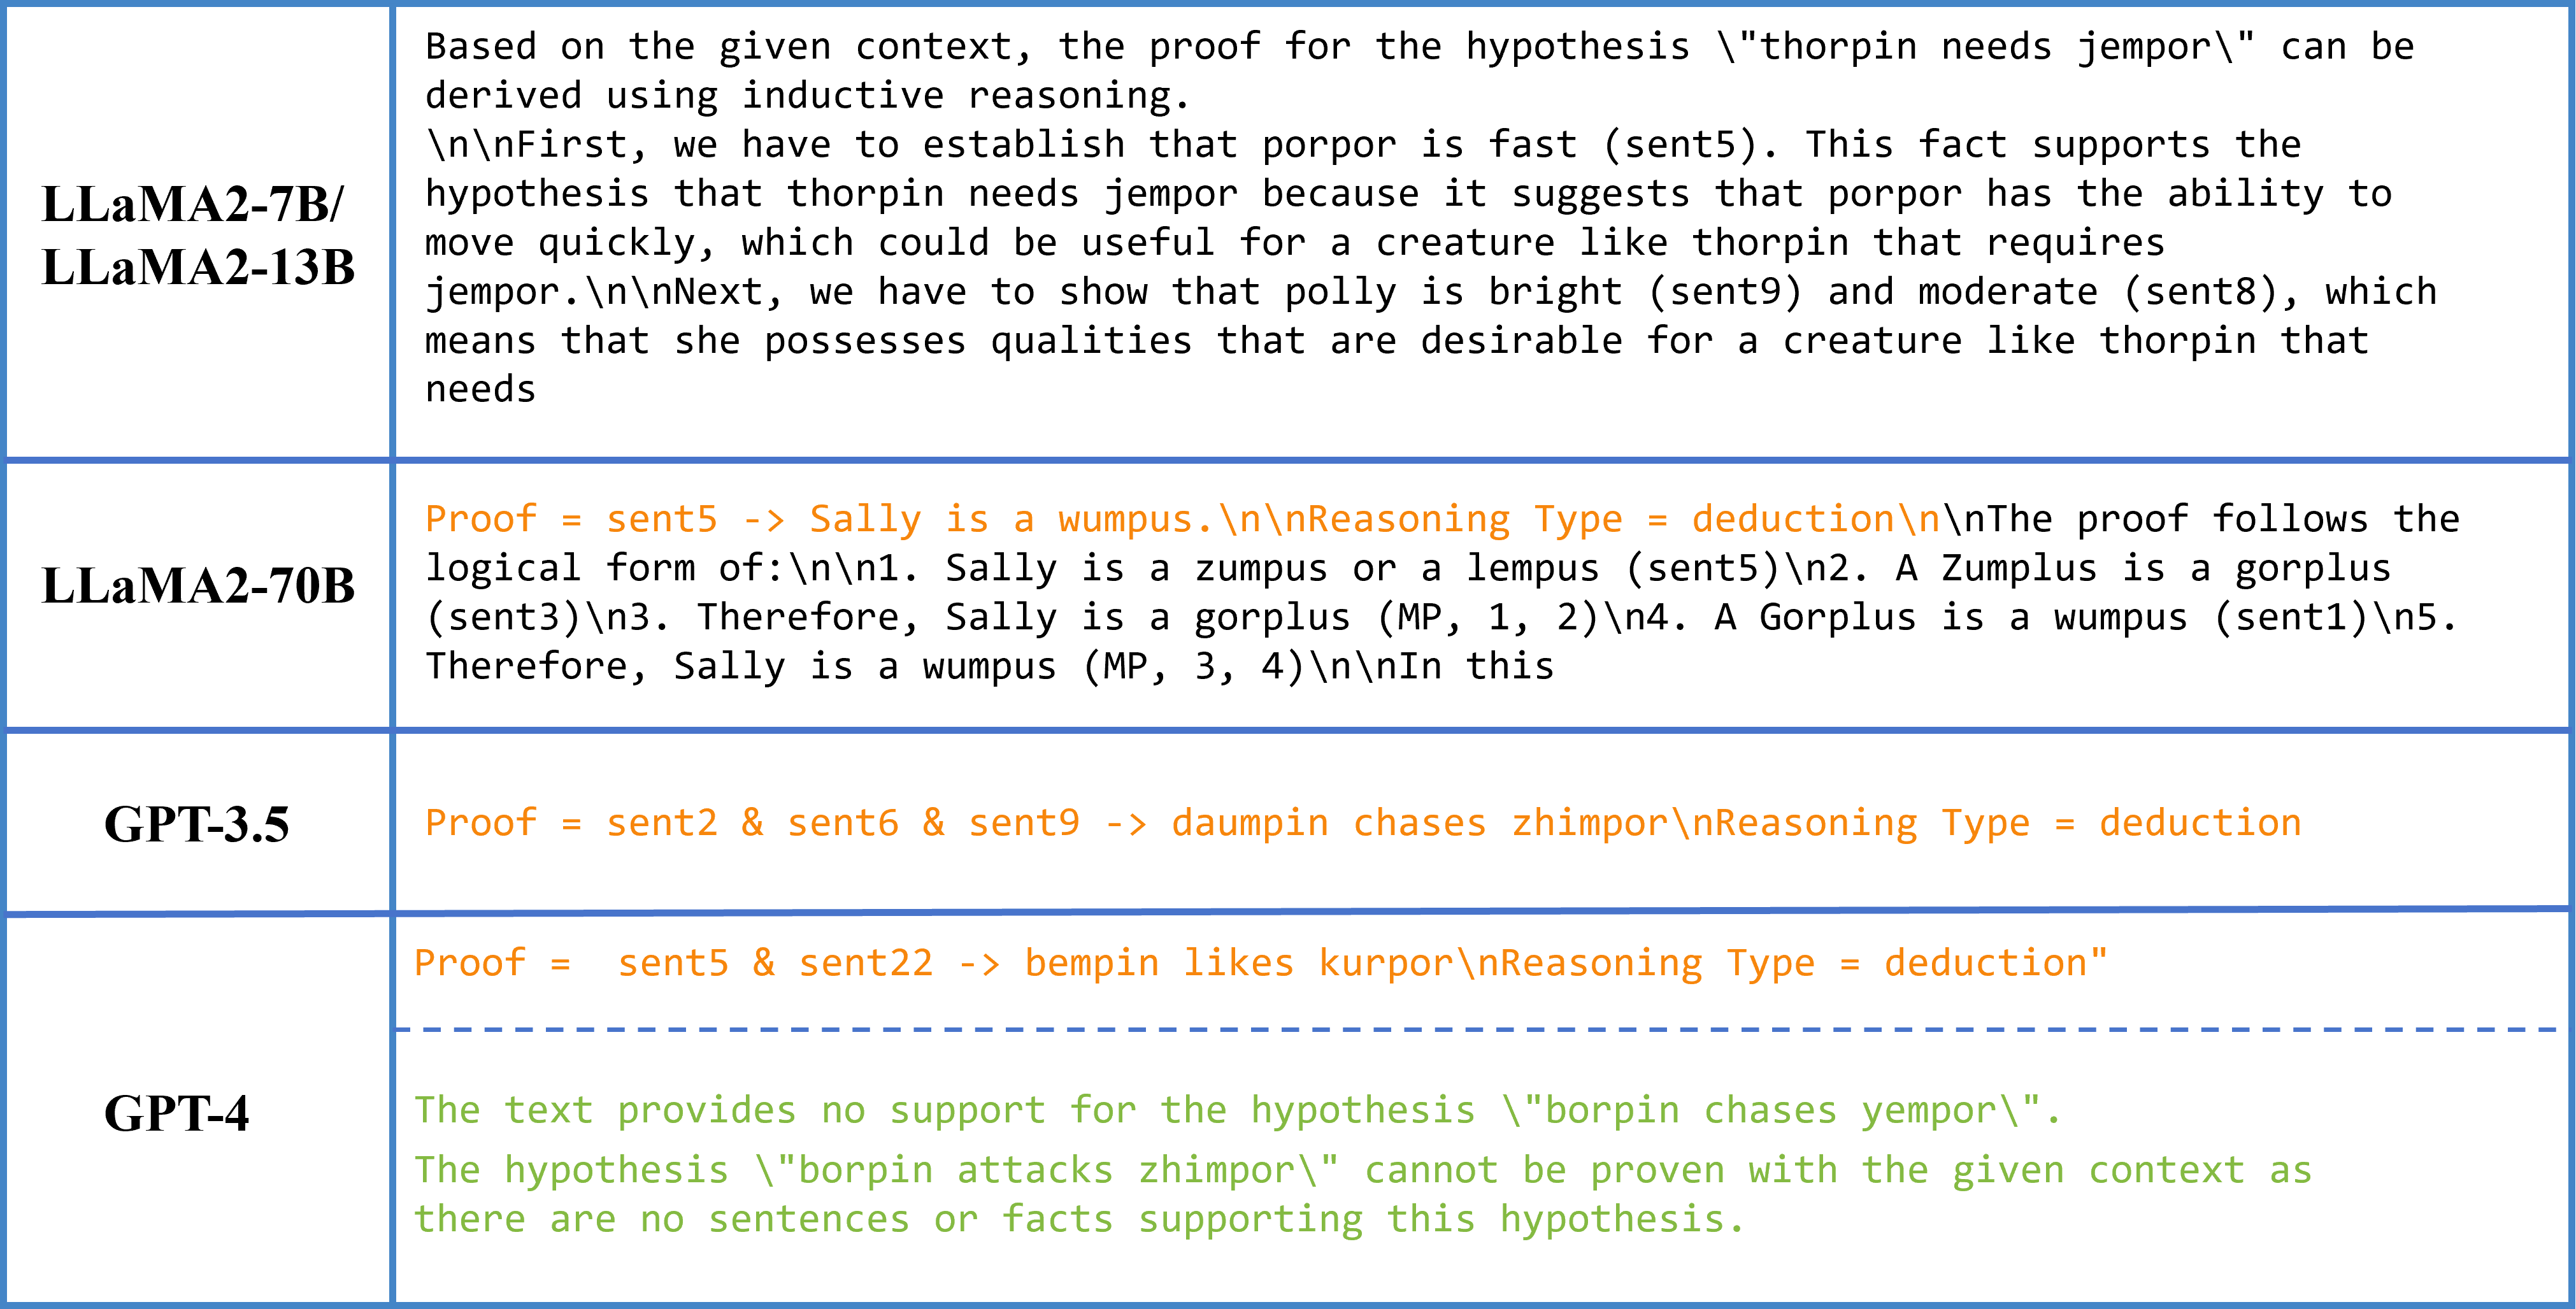 LLaMA2-7B/
LLaMA2-13B
Based on the given context, the proof for the hypothesis \"thorpin needs jempor\" can be
derived using inductive reasoning.
\n\nFirst, we have to establish that porpor is fast (sent5). This fact supports the
hypothesis that thorpin needs jempor because it suggests that porpor has the ability to
move quickly, which could be useful for a creature like thorpin that requires
jempor.\n\nNext, we have to show that polly is bright (sent9) and moderate (sent8), which
means that she possesses qualities that are desirable for a creature like thorpin that
needs
LLaMA2-70B
Proof = sent5 -> Sally is a wumpus.\n\nReasoning Type = deduction\n\nThe proof follows the
logical form of:\n\n1. Sally is a zumpus or a lempus (sent5)\n2. A Zumplus is a gorplus
(sent3)\n3. Therefore, Sally is a gorplus (MP, 1, 2)\n4. A Gorplus is a wumpus (sent1)\n5.
Therefore, Sally is a wumpus (MP, 3, 4)\n\nIn this
GPT-3.5
Proof = sent2 & sent6 & sent9 -> daumpin chases zhimpor\nReasoning Type = deduction
GPT-4
Proof =  sent5 & sent22 -> bempin likes kurpor\nReasoning Type = deduction"
The text provides no support for the hypothesis \"borpin chases yempor\".
The hypothesis \"borpin attacks zhimpor\" cannot be proven with the given context as
there are no sentences or facts supporting this hypothesis.